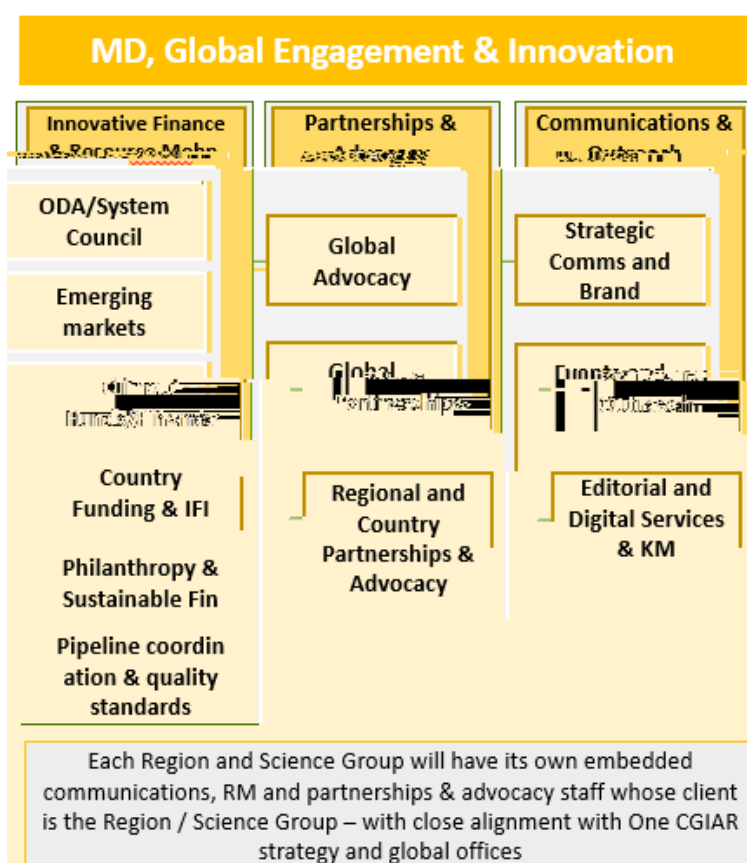 MD, Global Engagement & Innovation
Innovative Finance
Partnerships &
Communications &
ODA/System
Council
Emerging
markets
Country
Funding & IFI
Philanthropy &
Sustainable Fin
Pipeline coordin
ation & quality
standards
Global
Advocacy
Global
Regional and
Country
Partnerships &
Advocacy
Strategic
Comms and
Brand
Editorial and
Digital Services
& KM
Each Region and Science Group will have its own embedded
communications, RM and partnerships & advocacy staff whose client
is the Region / Science Group – with close alignment with One CGIAR
strategy and global offices